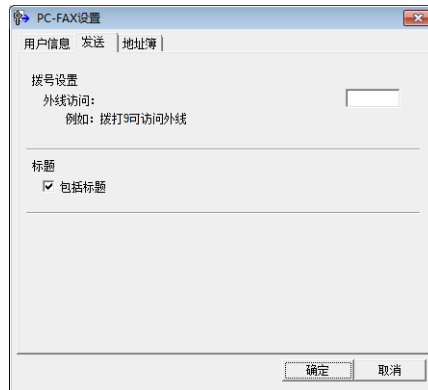 PC-FAX设置
用户信息 发送 地址簿
拨号设置
外线访问:
例如: 拨打9可访问外线
标题
包括标题
确定 取消